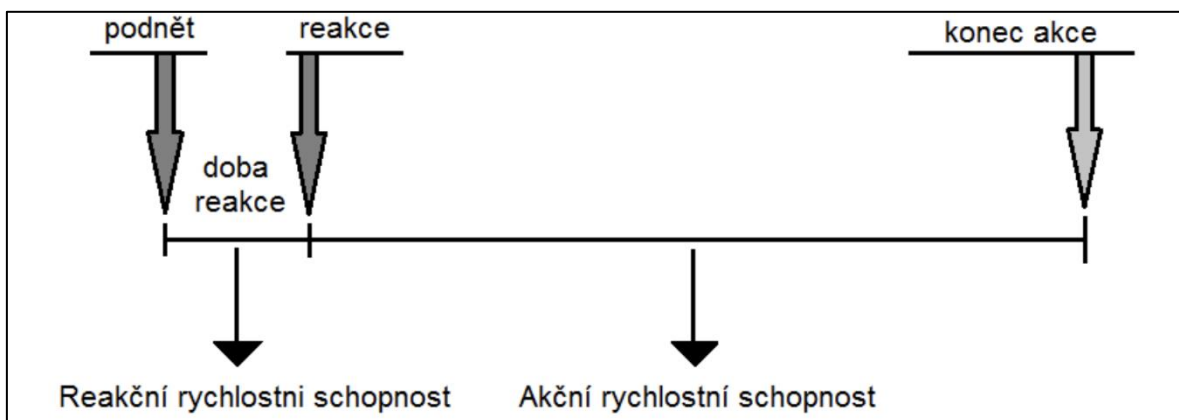 podnět
reakce
konec akce
doba
reakce
Reakční rychlostni schopnost
Akční rychlostní schopnost